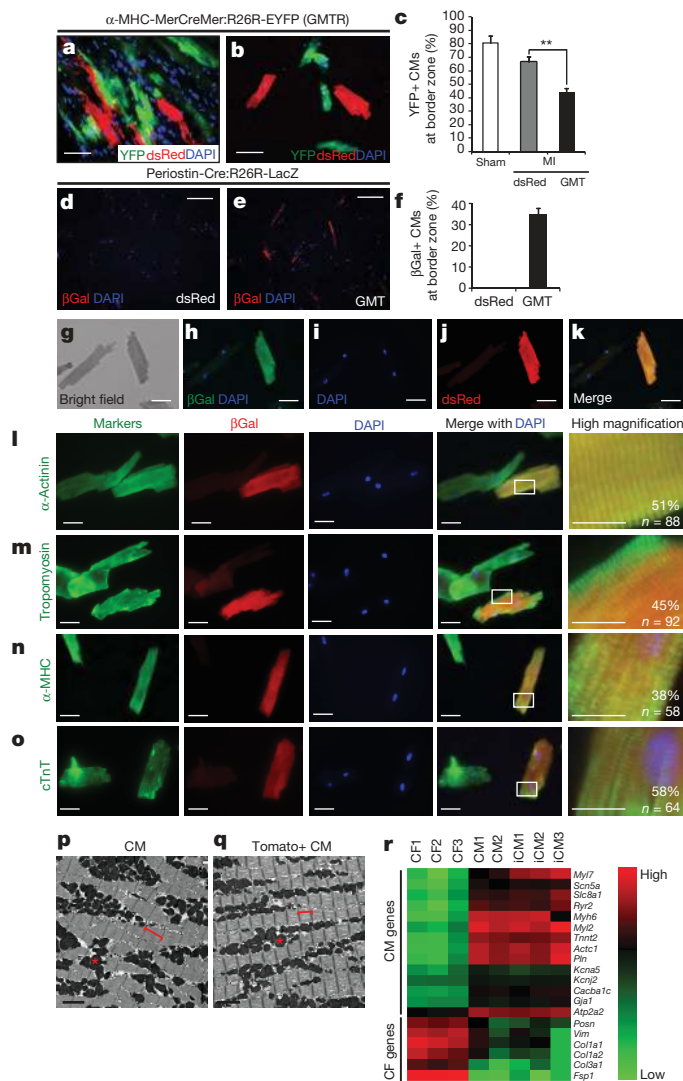 α-MHC-MerCreMer:R26R-EYFP (GMTR)
a
YFP dsRed DAPI
b
YFP dsRed DAPI
c
YFP+ CMs
at border zone (%)
100
90
80
70
60
50
40
30
20
10
0
**
Sham
MI
dsRed GMT
Periostin-Cre:R26R-LacZ
d
βGal DAPI dsRed
e
βGal DAPI GMT
f
βGal+ CMs
at border zone (%)
40
30
20
10
0
dsRed GMT
g
Bright field
h
βGal DAPI
i
DAPI
j
dsRed
k
Merge
Markers βGal DAPI Merge with DAPI High magnification
l
α-Actinin
51%
n = 88
m
Tropomyosin
45%
n = 92
n
α-MHC
38%
n = 58
o
cTnT
58%
n = 64
p
CM
*
q
Tomato+ CM
*
r
CF1 CF2 CF3 CM1 CM2 iCM1 iCM2 iCM3
CM genes
Myl7
Scn5a
Slc8a1
Ryr2
Myh6
Myl2
Tnnt2
Actc1
Pln
Kcna5
Kcnj2
Cacba1c
Gja1
Atp2a2
CF genes
Posn
Vim
Col1a1
Col1a2
Col3a1
Fsp1
High
Low